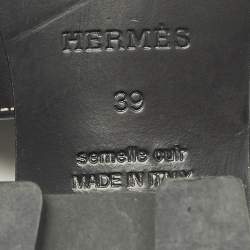 HERMÈS
39
semelle cuir
MADE IN ITALY